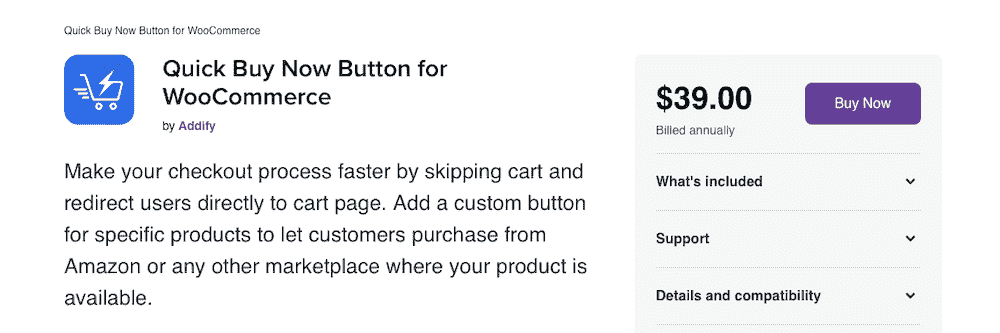 Quick Buy Now Button for WooCommerce
Quick Buy Now Button for
WooCommerce
by Addify
Make your checkout process faster by skipping cart and
redirect users directly to cart page. Add a custom button
for specific products to let customers purchase from
Amazon or any other marketplace where your product is
available.
$39.00
Buy Now
Billed annually
What's included
Support
Details and compatibility